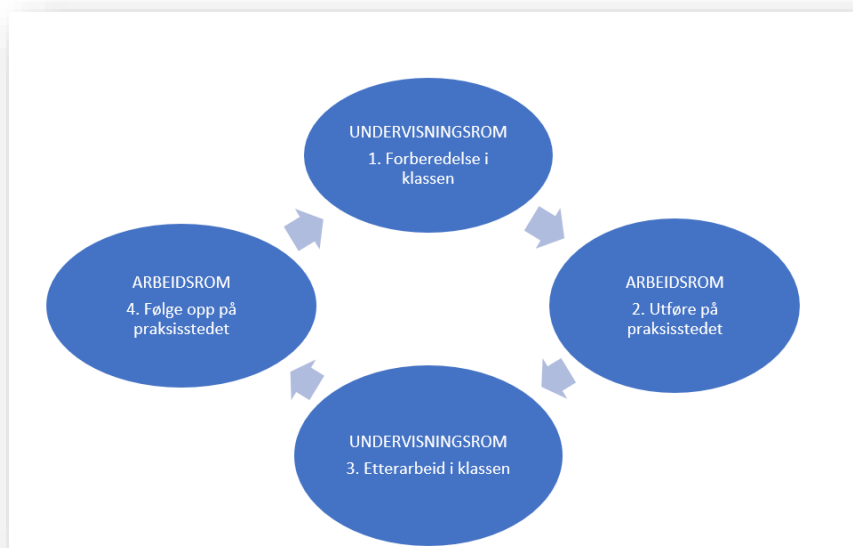 UNDERVISNINGSROM
1. Forberedelse i
klassen
ARBEIDSROM
2. Utføre på
praksisstedet
UNDERVISNINGSROM
3. Etterarbeid i klassen
ARBEIDSROM
4. Følge opp på
praksisstedet